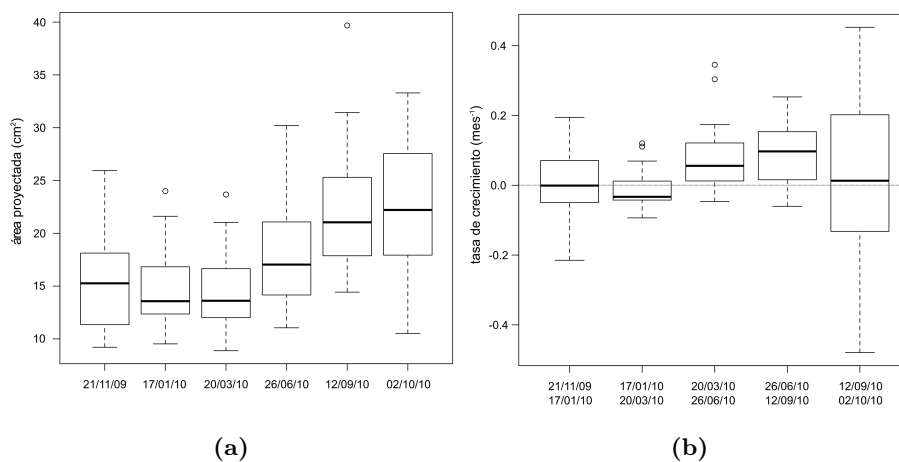 área proyectada (cm²)
40
35
30
25
20
15
10
21/11/09 17/01/10 20/03/10 26/06/10 12/09/10 02/10/10
(a)
tasa de crecimiento (mes⁻¹)
0.4
0.2
0.0
-0.2
-0.4
21/11/09 17/01/10 20/03/10 26/06/10 12/09/10
17/01/10 20/03/10 26/06/10 12/09/10 02/10/10
(b)